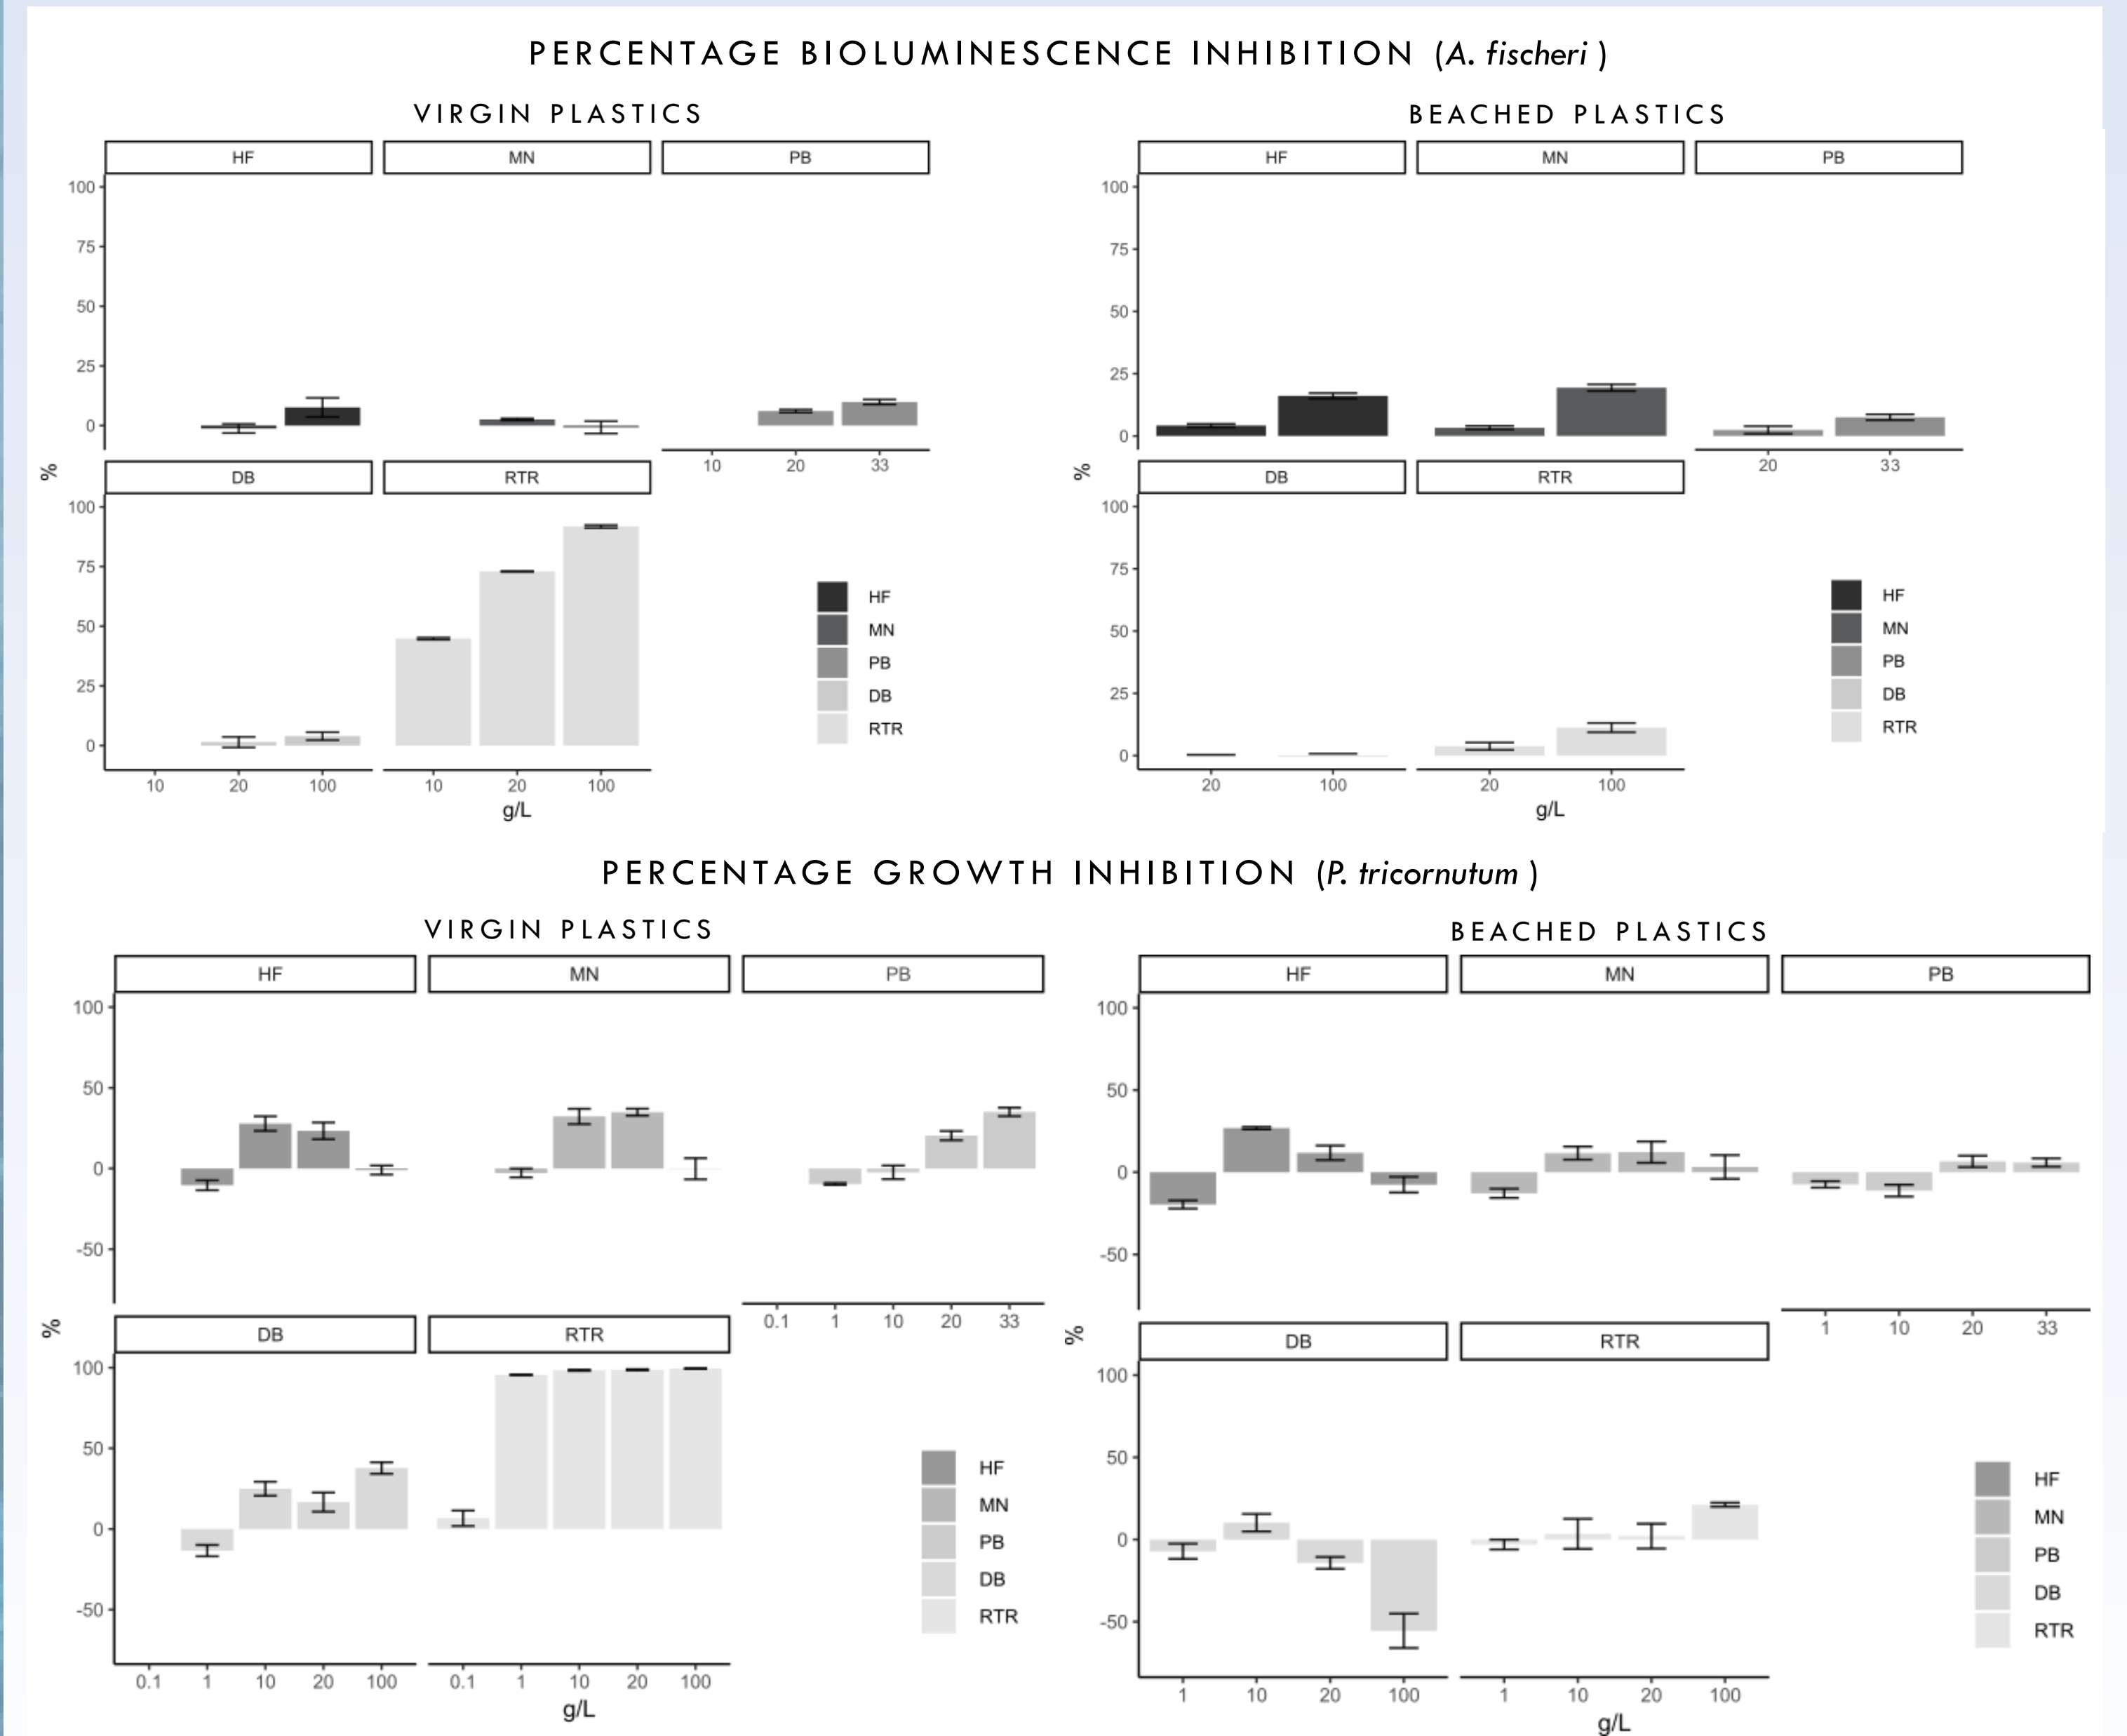 PERCENTAGE BIOLUMINESCENCE INHIBITION (A. fischeri )
VIRGIN PLASTICS
HF MN PB
100
75
50
25
0
10 20 33
%
DB RTR
100
75
50
25
0
10 20 100 10 20 100
g/L
HF
MN
PB
DB
RTR
BEACHED PLASTICS
HF MN PB
100
75
50
25
0
20 33
%
DB RTR
100
75
50
25
0
20 100 20 100
g/L
HF
MN
PB
DB
RTR
PERCENTAGE GROWTH INHIBITION (P. tricornutum )
VIRGIN PLASTICS
HF MN PB
100
50
0
-50
0.1 1 10 20 33
%
DB RTR
100
50
0
-50
0.1 1 10 20 100 0.1 1 10 20 100
g/L
HF
MN
PB
DB
RTR
BEACHED PLASTICS
HF MN PB
100
50
0
-50
1 10 20 33
%
DB RTR
100
50
0
-50
1 10 20 100 1 10 20 100
g/L
HF
MN
PB
DB
RTR